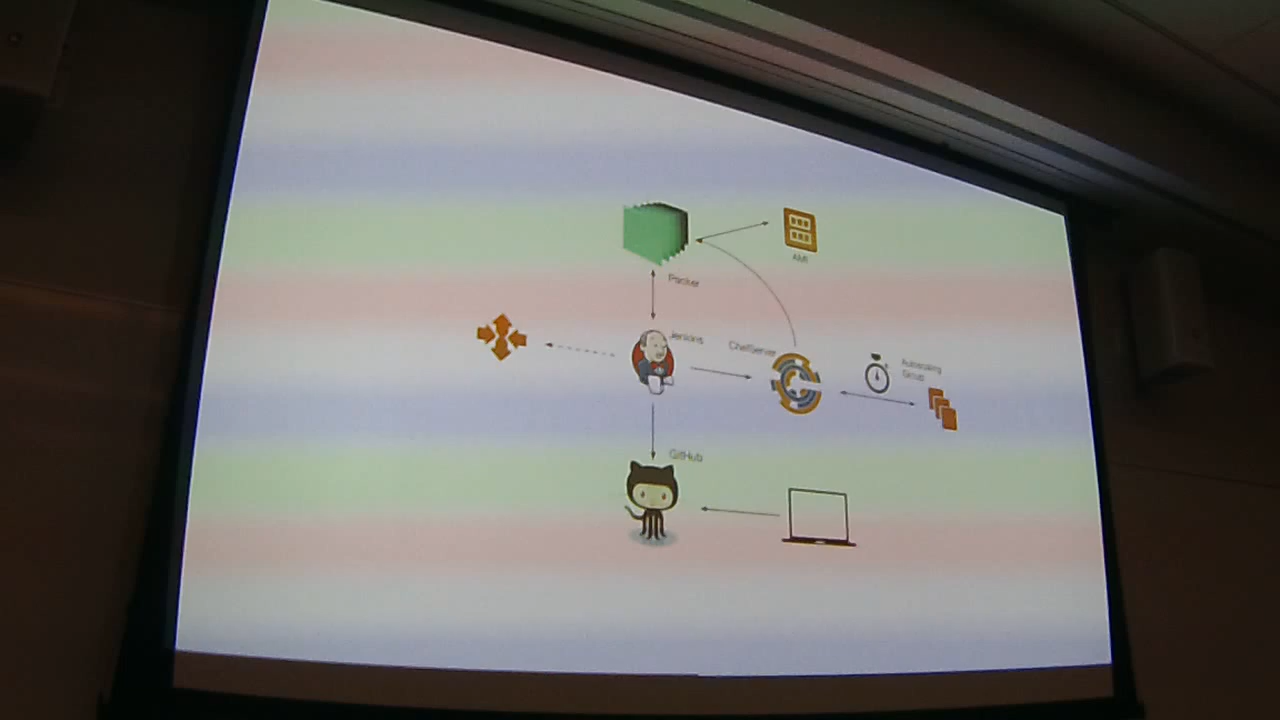 AMI
Packer
Jenkins
ChefServer
Autoscaling
Group
GitHub